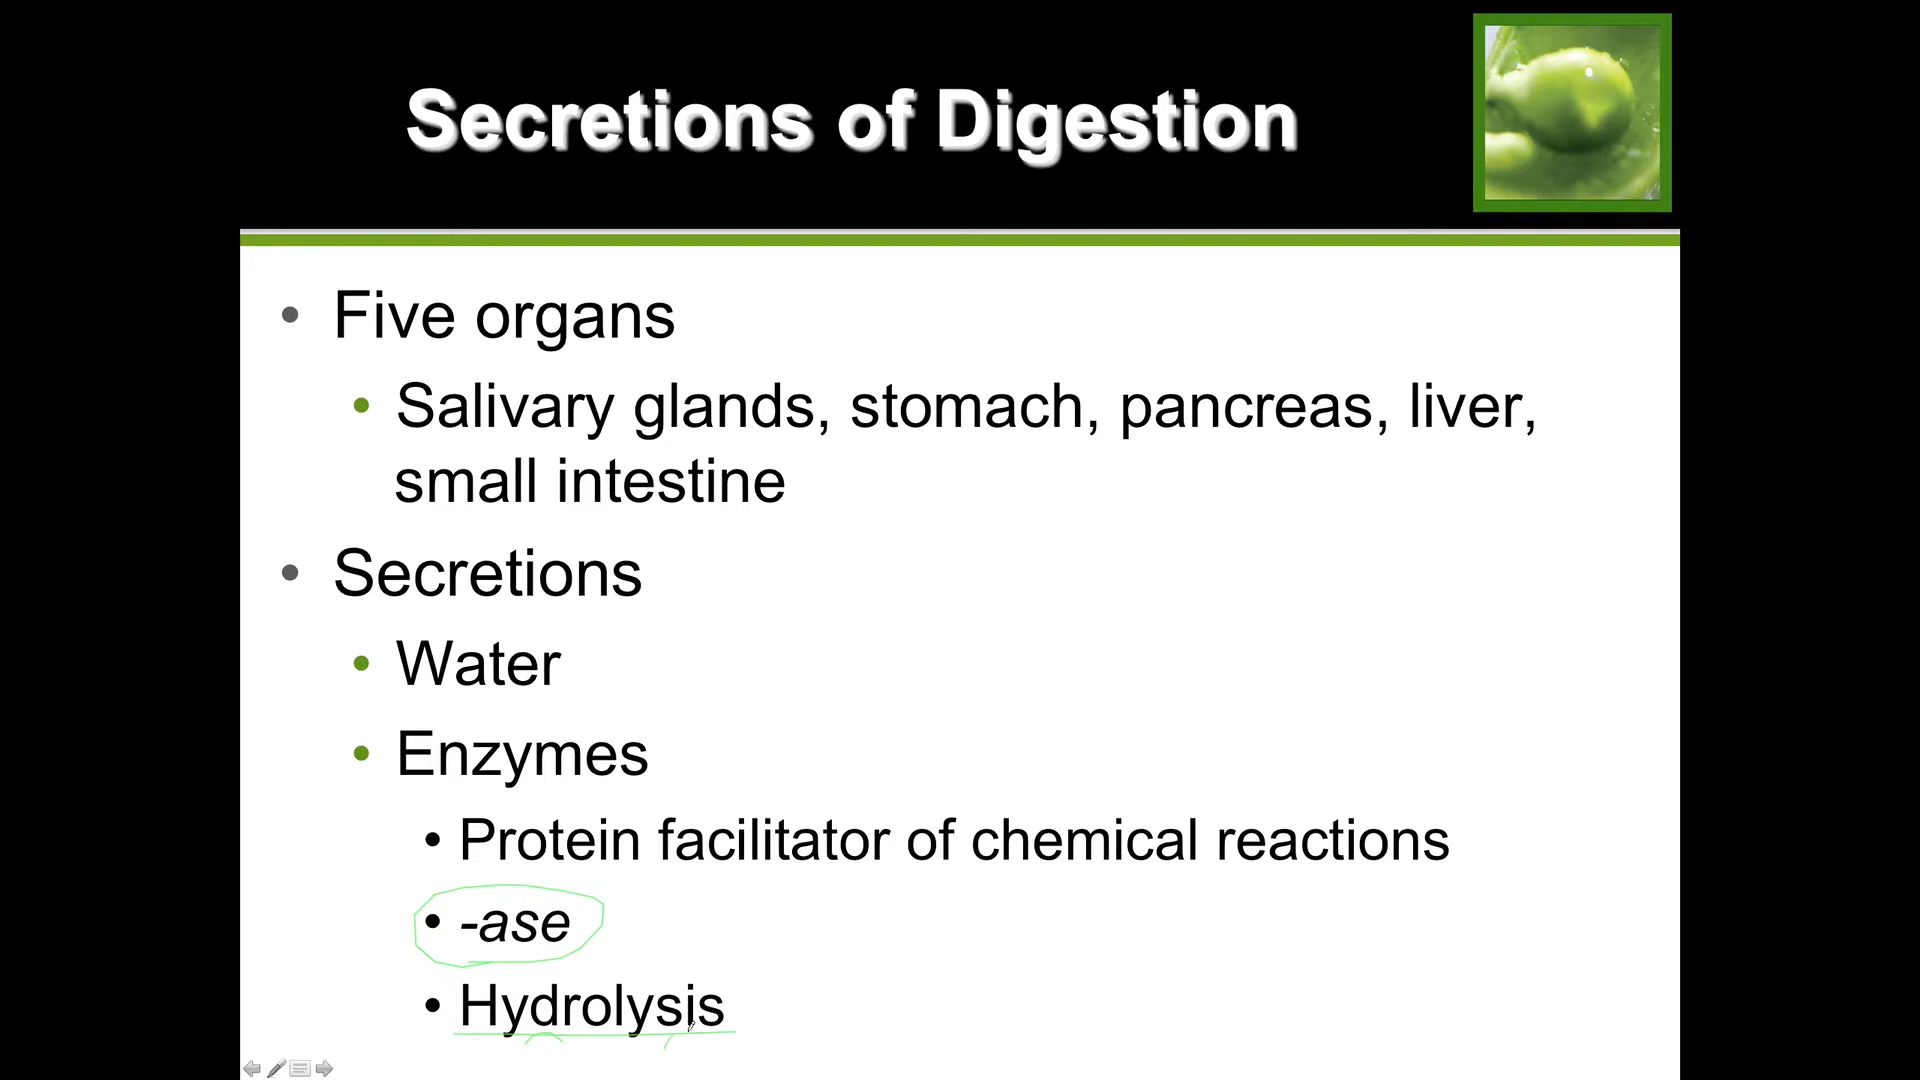 Secretions of Digestion
• Five organs
• Salivary glands, stomach, pancreas, liver,
small intestine
• Secretions
• Water
• Enzymes
• Protein facilitator of chemical reactions
• -ase
• Hydrolysis